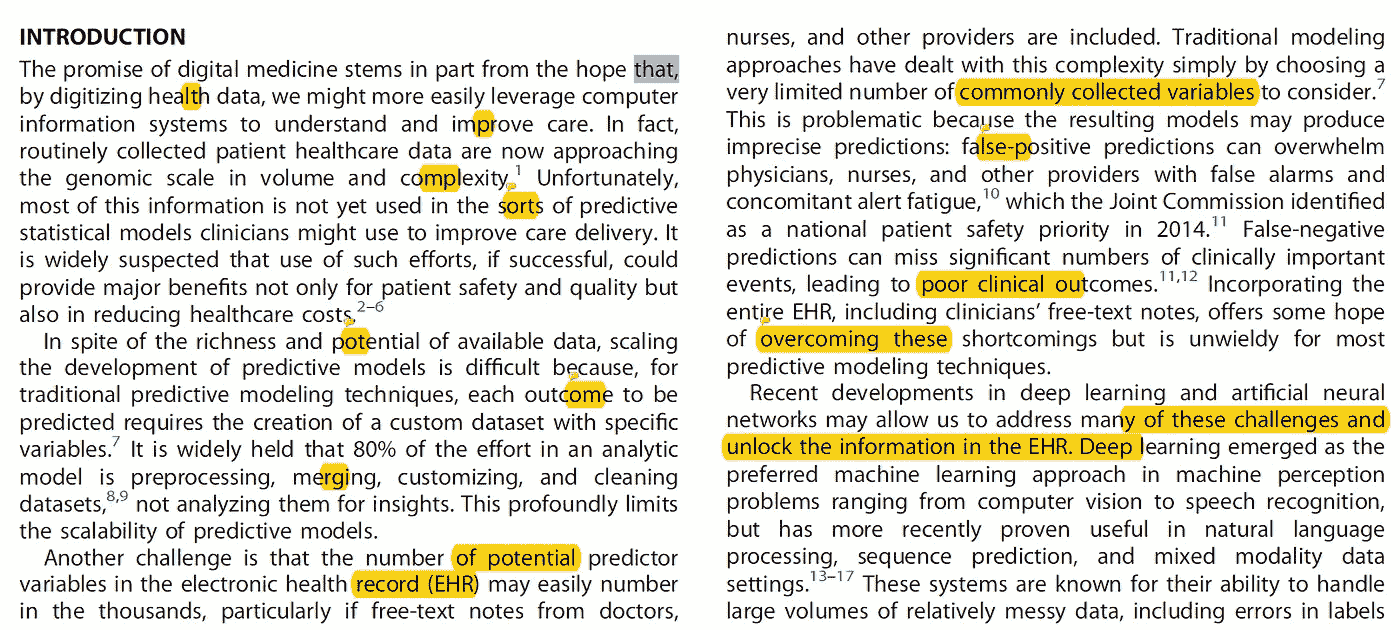 INTRODUCTION
The promise of digital medicine stems in part from the hope that,
by digitizing health data, we might more easily leverage computer
information systems to understand and improve care. In fact,
routinely collected patient healthcare data are now approaching
the genomic scale in volume and complexity.1 Unfortunately,
most of this information is not yet used in the sorts of predictive
statistical models clinicians might use to improve care delivery. It
is widely suspected that use of such efforts, if successful, could
provide major benefits not only for patient safety and quality but
also in reducing healthcare costs.2–6
In spite of the richness and potential of available data, scaling
the development of predictive models is difficult because, for
traditional predictive modeling techniques, each outcome to be
predicted requires the creation of a custom dataset with specific
variables.7 It is widely held that 80% of the effort in an analytic
model is preprocessing, merging, customizing, and cleaning
datasets,8,9 not analyzing them for insights. This profoundly limits
the scalability of predictive models.
Another challenge is that the number of potential predictor
variables in the electronic health record (EHR) may easily number
in the thousands, particularly if free-text notes from doctors,
nurses, and other providers are included. Traditional modeling
approaches have dealt with this complexity simply by choosing a
very limited number of commonly collected variables to consider.7
This is problematic because the resulting models may produce
imprecise predictions: false-positive predictions can overwhelm
physicians, nurses, and other providers with false alarms and
concomitant alert fatigue,10 which the Joint Commission identified
as a national patient safety priority in 2014.11 False-negative
predictions can miss significant numbers of clinically important
events, leading to poor clinical outcomes.11,12 Incorporating the
entire EHR, including clinicians’ free-text notes, offers some hope
of overcoming these shortcomings but is unwieldy for most
predictive modeling techniques.
Recent developments in deep learning and artificial neural
networks may allow us to address many of these challenges and
unlock the information in the EHR. Deep learning emerged as the
preferred machine learning approach in machine perception
problems ranging from computer vision to speech recognition,
but has more recently proven useful in natural language
processing, sequence prediction, and mixed modality data
settings.13–17 These systems are known for their ability to handle
large volumes of relatively messy data, including errors in labels